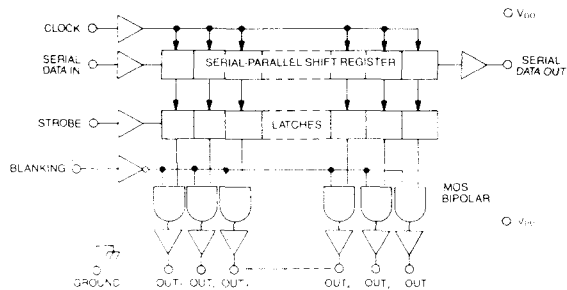 CLOCK
SERIAL
DATA IN
SERIAL-PARALLEL SHIFT REGISTER
SERIAL
DATA OUT
STROBE
LATCHES
BLANKING
MOS
BIPOLAR
GROUND
OUT
OUT
OUT
OUT
OUT
OUT